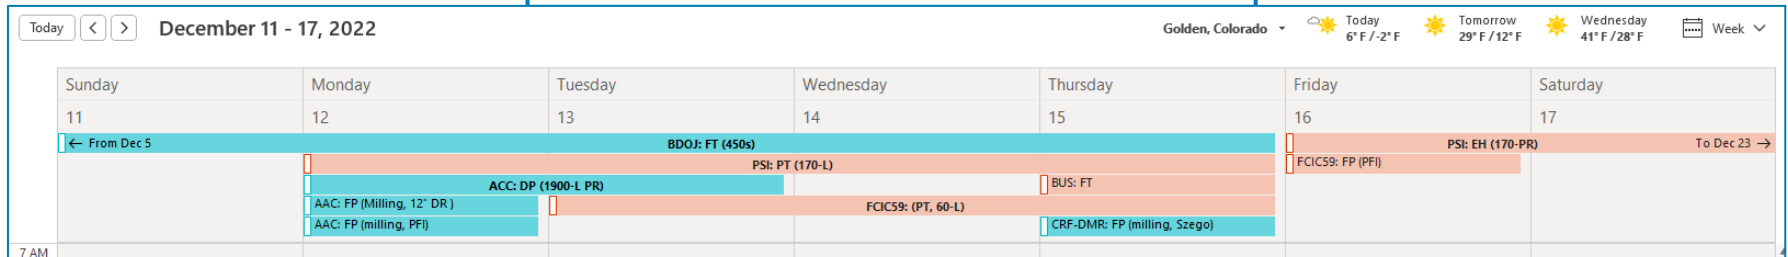 Today < > December 11 - 17, 2022 Golden, Colorado Today 6° F / -2° F Tomorrow 29° F / 12° F Wednesday 41° F / 28° F Week
Sunday Monday Tuesday Wednesday Thursday Friday Saturday
11 12 13 14 15 16 17
← From Dec 5 BDOJ: FT (450s) PSI: EH (170-PR) To Dec 23 →
PSI: PT (170-L) FCIC59: FP (PFI)
ACC: DP (1900-L PR) BUS: FT
AAC: FP (Milling, 12" DR ) FCIC59: (PT, 60-L)
AAC: FP (milling, PFI) CRF-DMR: FP (milling, Szego)
7 AM